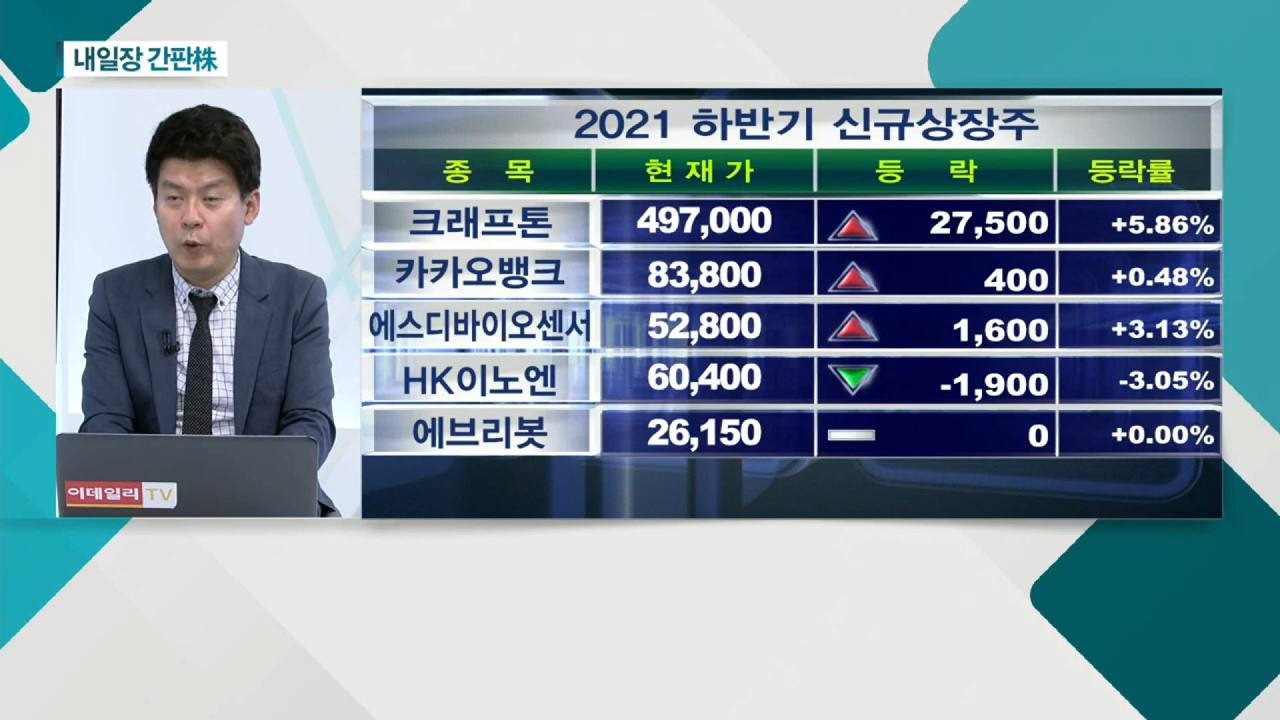 내일장 간판株
2021 하반기 신규상장주
종 목 현 재 가 등 락 등락률
크래프톤 497,000 27,500 +5.86%
카카오뱅크 83,800 400 +0.48%
에스디바이오센서 52,800 1,600 +3.13%
HK이노엔 60,400 -1,900 -3.05%
에브리봇 26,150 0 +0.00%
이데일리 TV